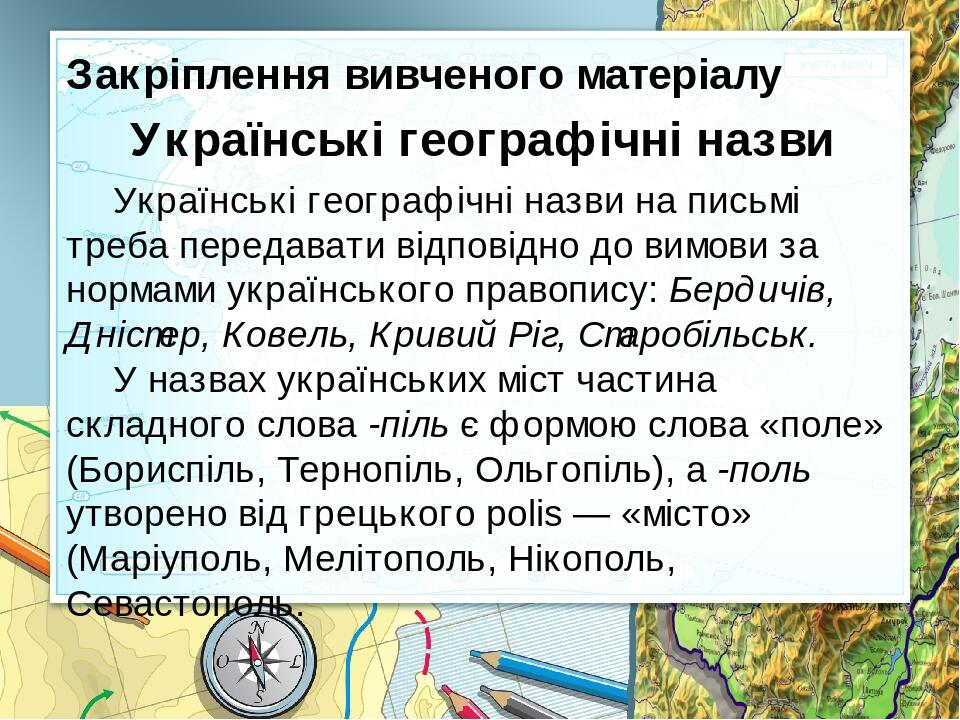 Закріплення вивченого матеріалу
Українські географічні назви
Українські географічні назви на письмі
треба передавати відповідно до вимови за
нормами українського правопису: Бердичів,
Дністер, Ковель, Кривий Ріг, Старобільськ.
У назвах українських міст частина
складного слова -піль є формою слова «поле»
(Бориспіль, Тернопіль, Ольгопіль), а -поль
утворено від грецького polis — «місто»
(Маріуполь, Мелітополь, Нікополь,
Севастополь.
КАРТА МИРА
N
O
L
S